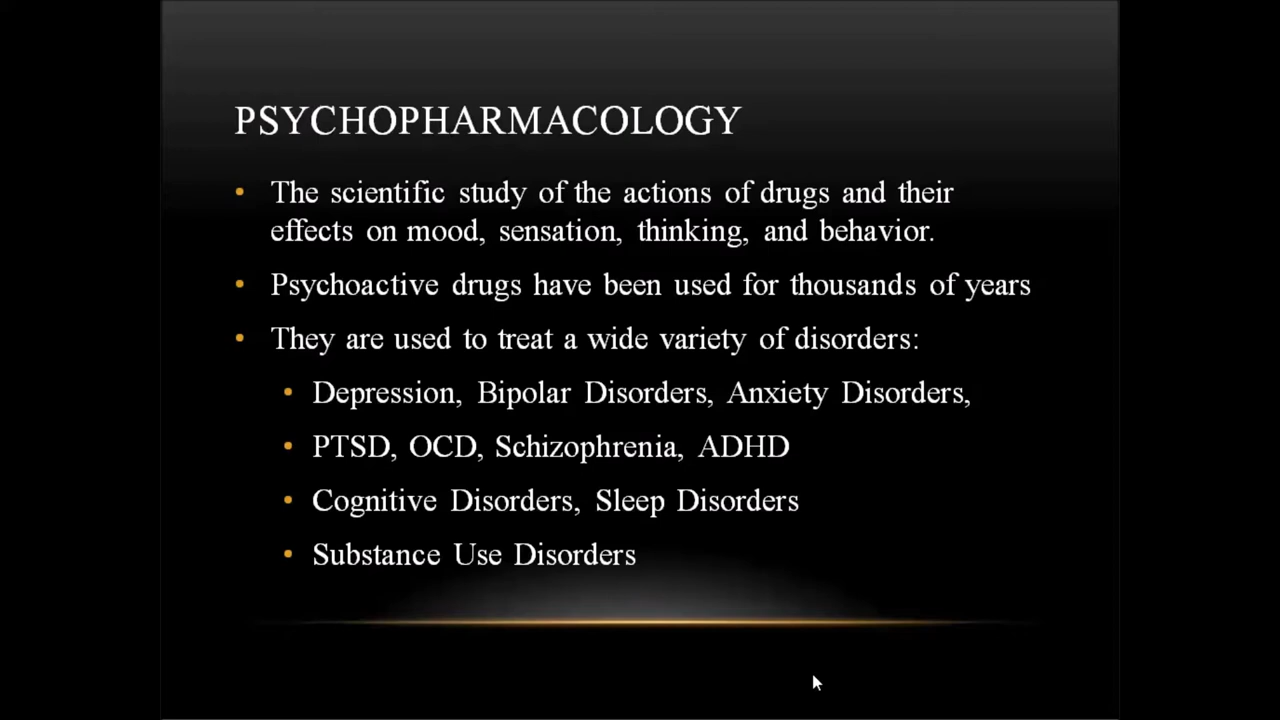 PSYCHOPHARMACOLOGY
• The scientific study of the actions of drugs and their
effects on mood, sensation, thinking, and behavior.
• Psychoactive drugs have been used for thousands of years
• They are used to treat a wide variety of disorders:
• Depression, Bipolar Disorders, Anxiety Disorders,
• PTSD, OCD, Schizophrenia, ADHD
• Cognitive Disorders, Sleep Disorders
• Substance Use Disorders